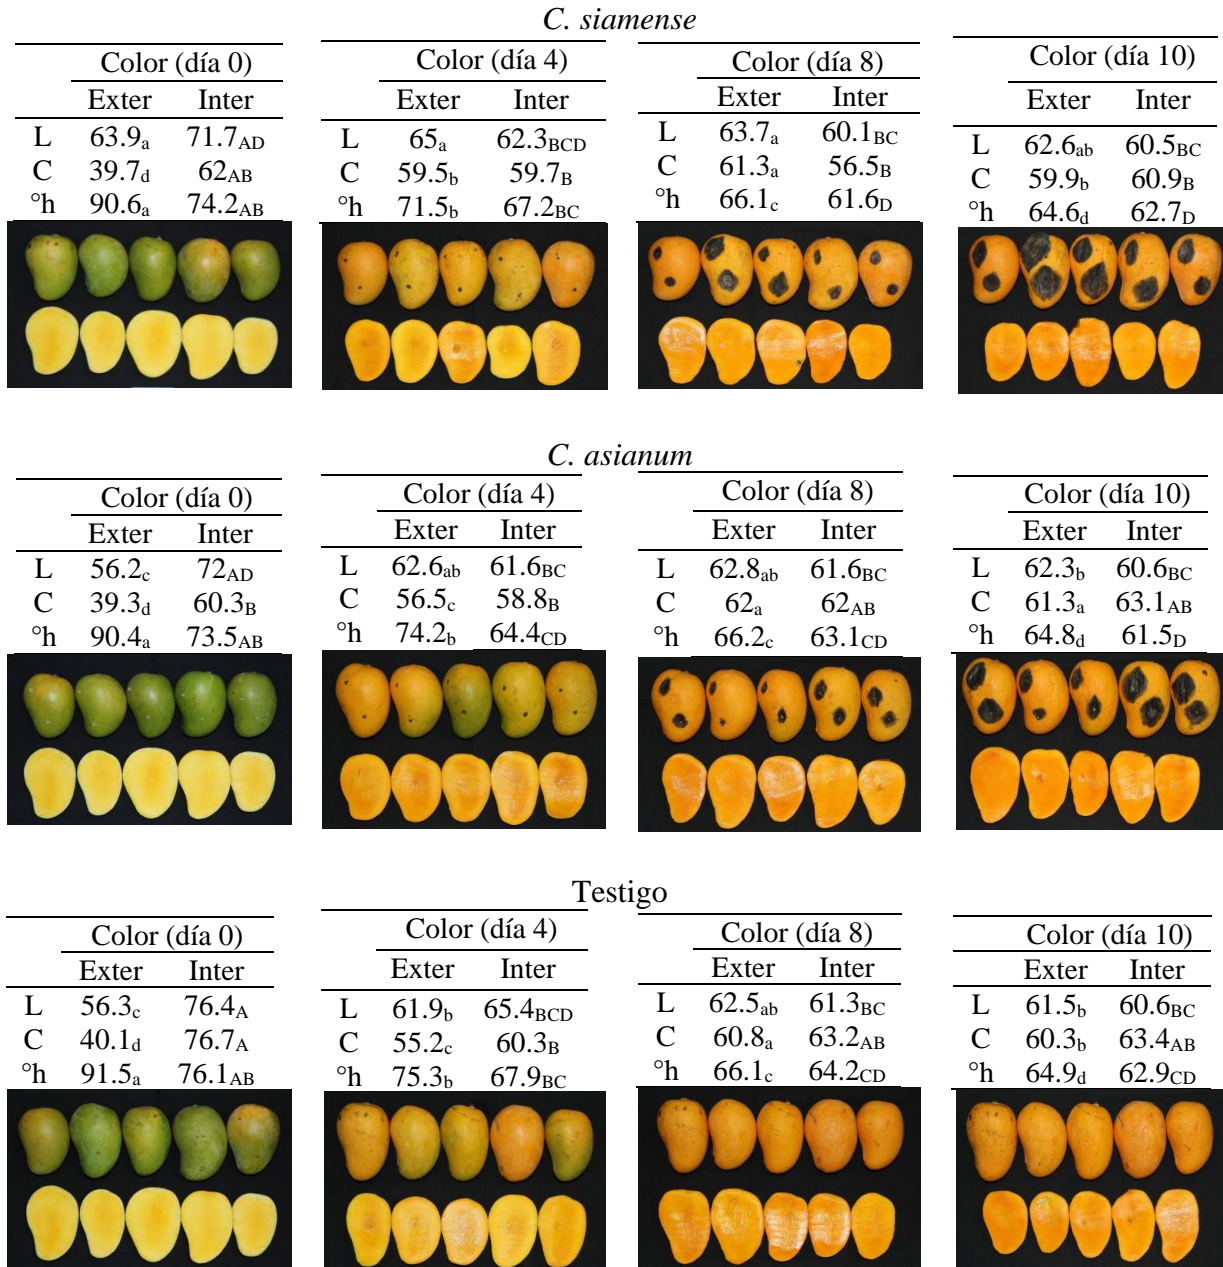 C. siamense
Color (día 0)
Exter Inter
L 63.9a 71.7AD
C 39.7d 62AB
°h 90.6a 74.2AB
Color (día 4)
Exter Inter
L 65a 62.3BCD
C 59.5b 59.7B
°h 71.5b 67.2BC
Color (día 8)
Exter Inter
L 63.7a 60.1BC
C 61.3a 56.5B
°h 66.1c 61.6D
Color (día 10)
Exter Inter
L 62.6ab 60.5BC
C 59.9b 60.9B
°h 64.6d 62.7D
C. asianum
Color (día 0)
Exter Inter
L 56.2c 72AD
C 39.3d 60.3B
°h 90.4a 73.5AB
Color (día 4)
Exter Inter
L 62.6ab 61.6BC
C 56.5c 58.8B
°h 74.2b 64.4CD
Color (día 8)
Exter Inter
L 62.8ab 61.6BC
C 62a 62AB
°h 66.2c 63.1CD
Color (día 10)
Exter Inter
L 62.3b 60.6BC
C 61.3a 63.1AB
°h 64.8d 61.5D
Testigo
Color (día 0)
Exter Inter
L 56.3c 76.4A
C 40.1d 76.7A
°h 91.5a 76.1AB
Color (día 4)
Exter Inter
L 61.9b 65.4BCD
C 55.2c 60.3B
°h 75.3b 67.9BC
Color (día 8)
Exter Inter
L 62.5ab 61.3BC
C 60.8a 63.2AB
°h 66.1c 64.2CD
Color (día 10)
Exter Inter
L 61.5b 60.6BC
C 60.3b 63.4AB
°h 64.9d 62.9CD